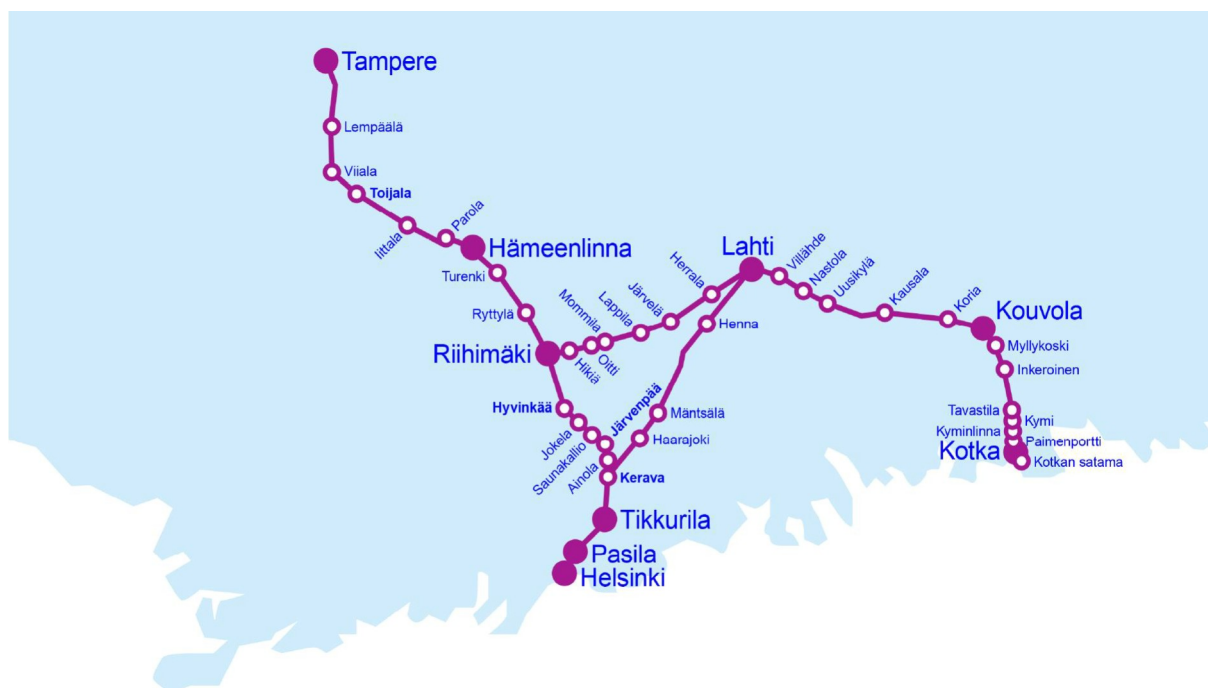 Tampere
Lempäälä
Viiala
Toijala
Iittala
Parola
Hämeenlinna
Turenki
Ryttylä
Riihimäki
Hikiä
Oitti
Mommila
Lappila
Järvelä
Herrala
Lahti
Villähde
Nastola
Uusikylä
Kausala
Koria
Kouvola
Myllykoski
Inkeroinen
Tavastila
Kymi
Kyminlinna
Paimenportti
Kotka
Kotkan satama
Henna
Mäntsälä
Haarajoki
Hyvinkää
Jokela
Saunakallio
Järvenpää
Ainola
Kerava
Tikkurila
Pasila
Helsinki